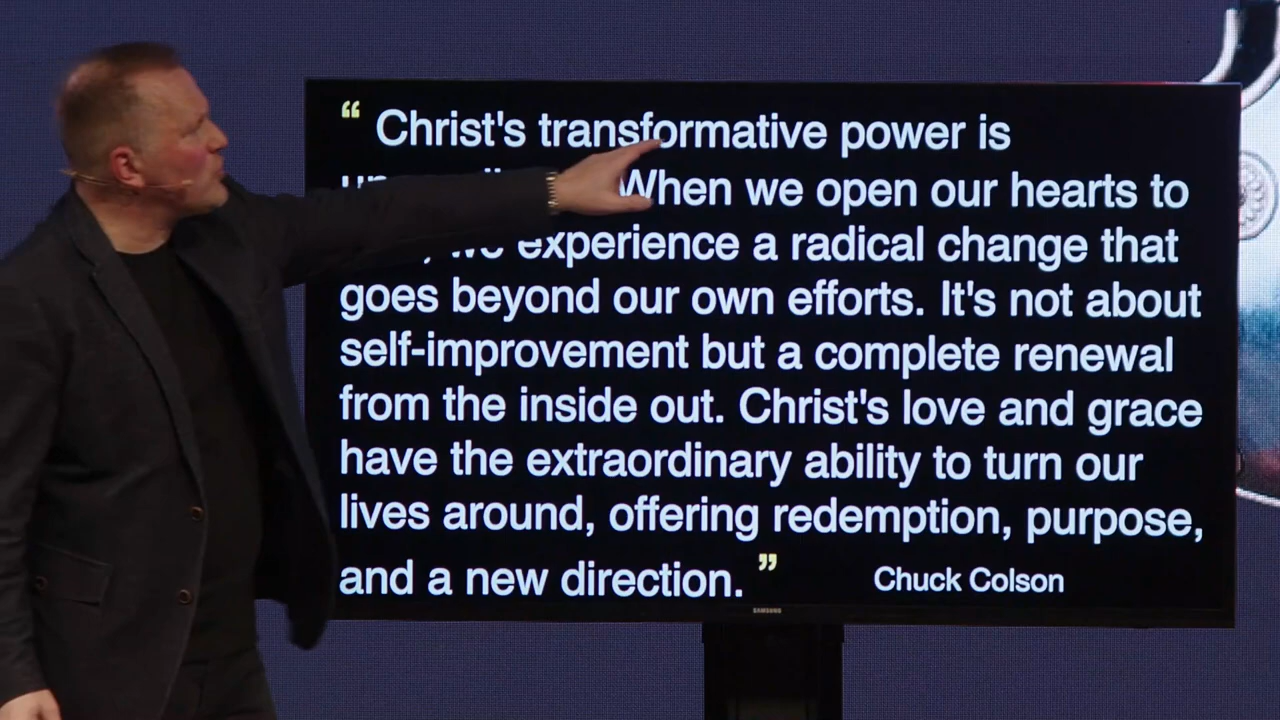 “ Christ's transformative power is
When we open our hearts to
we experience a radical change that
goes beyond our own efforts. It's not about
self-improvement but a complete renewal
from the inside out. Christ's love and grace
have the extraordinary ability to turn our
lives around, offering redemption, purpose,
and a new direction. ”
Chuck Colson
SAMSUNG